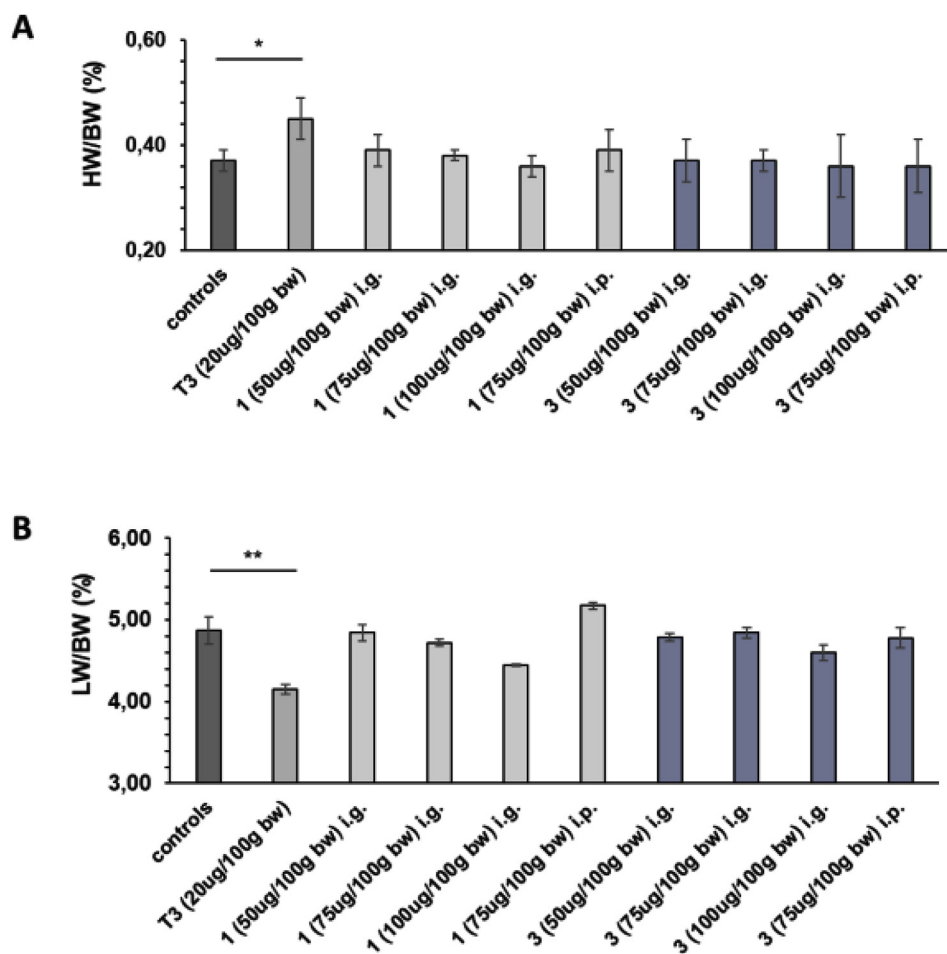 A
HW/BW (%)
0,60
0,40
0,20
*
controls
T3 (20ug/100g bw)
1 (50ug/100g bw) i.g.
1 (75ug/100g bw) i.g.
1 (100ug/100g bw) i.g.
1 (75ug/100g bw) i.p.
3 (50ug/100g bw) i.g.
3 (75ug/100g bw) i.g.
3 (100ug/100g bw) i.g.
3 (75ug/100g bw) i.p.
B
LW/BW (%)
6,00
5,00
4,00
3,00
**
controls
T3 (20ug/100g bw)
1 (50ug/100g bw) i.g.
1 (75ug/100g bw) i.g.
1 (100ug/100g bw) i.g.
1 (75ug/100g bw) i.p.
3 (50ug/100g bw) i.g.
3 (75ug/100g bw) i.g.
3 (100ug/100g bw) i.g.
3 (75ug/100g bw) i.p.